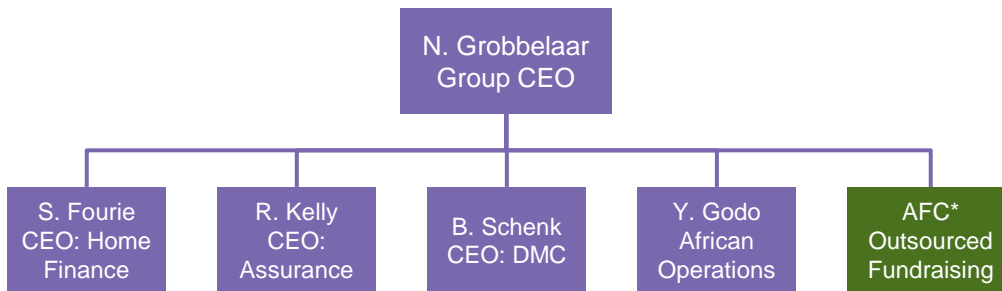 N. Grobbelaar
Group CEO
S. Fourie
CEO: Home
Finance
R. Kelly
CEO:
Assurance
B. Schenk
CEO: DMC
Y. Godo
African
Operations
AFC*
Outsourced
Fundraising